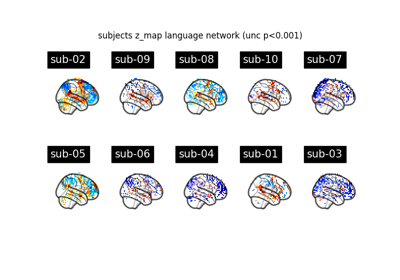 subjects z_map language network (unc p<0.001)
sub-02 sub-09 sub-08 sub-10 sub-07
sub-05 sub-06 sub-04 sub-01 sub-03